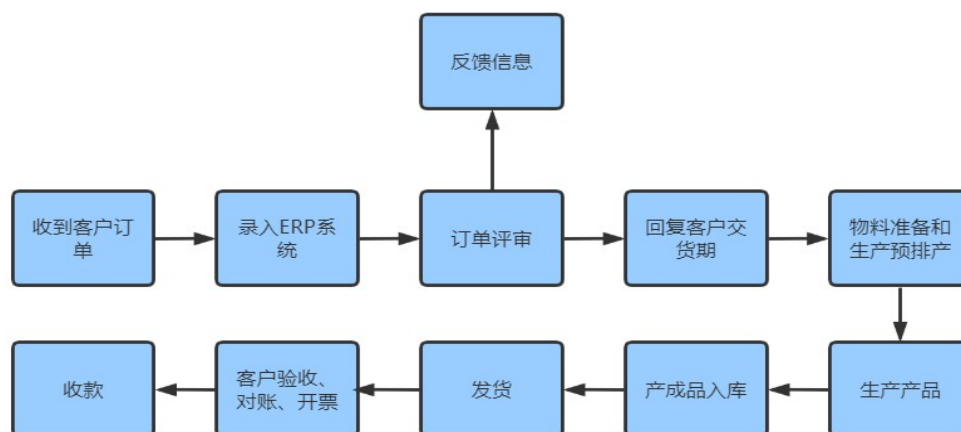 反馈信息
收到客户订
单
录入ERP系
统
订单评审
回复客户交
货期
物料准备和
生产预排产
收款
客户验收、
对账、开票
发货
产成品入库
生产产品